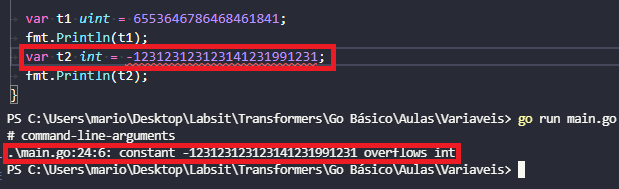 var t1 uint = 6553646786468461841;
fmt.Println(t1);
var t2 int = -123123123123141231991231;
fmt.Println(t2);
}
PS C:\Users\mario\Desktop\Labsit\Transformers\Go Básico\Aulas\Variaveis> go run main.go
# command-line-arguments
.\main.go:24:6: constant -123123123123141231991231 overflows int
PS C:\Users\mario\Desktop\Labsit\Transformers\Go Básico\Aulas\Variaveis>